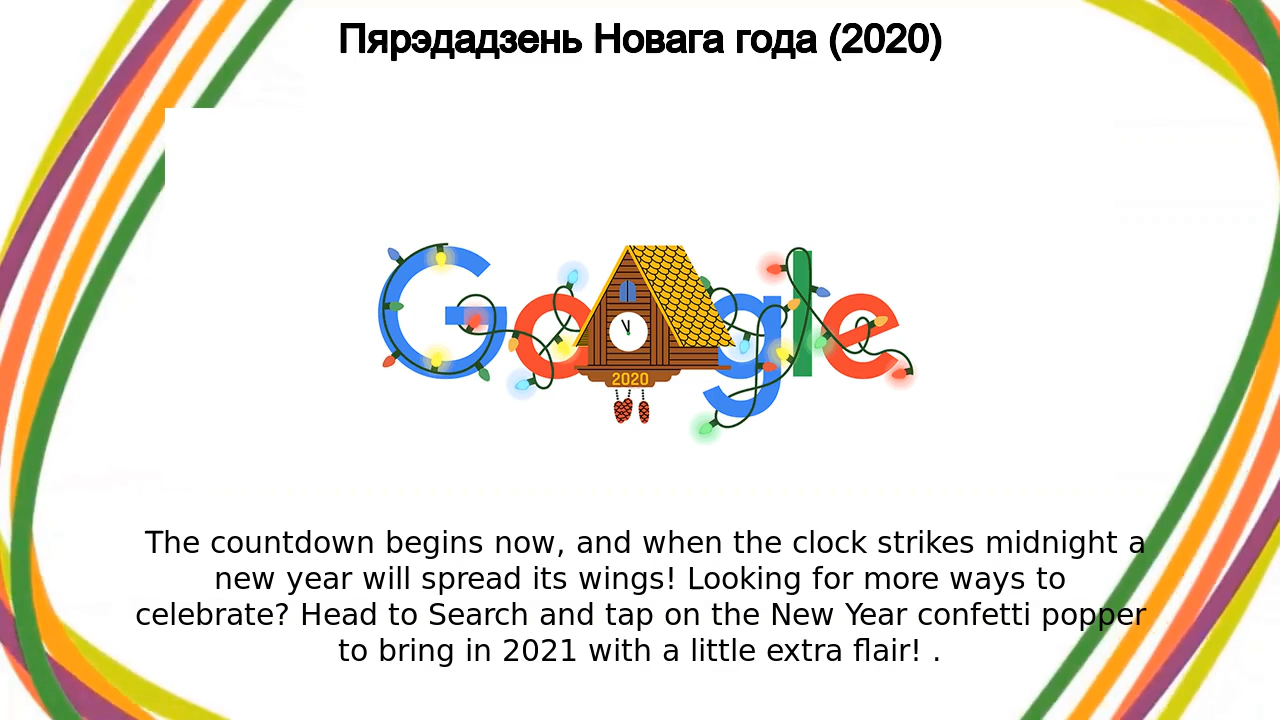 Пярэдадзень Новага года (2020)
Google
2020
The countdown begins now, and when the clock strikes midnight a
new year will spread its wings! Looking for more ways to
celebrate? Head to Search and tap on the New Year confetti popper
to bring in 2021 with a little extra flair! .